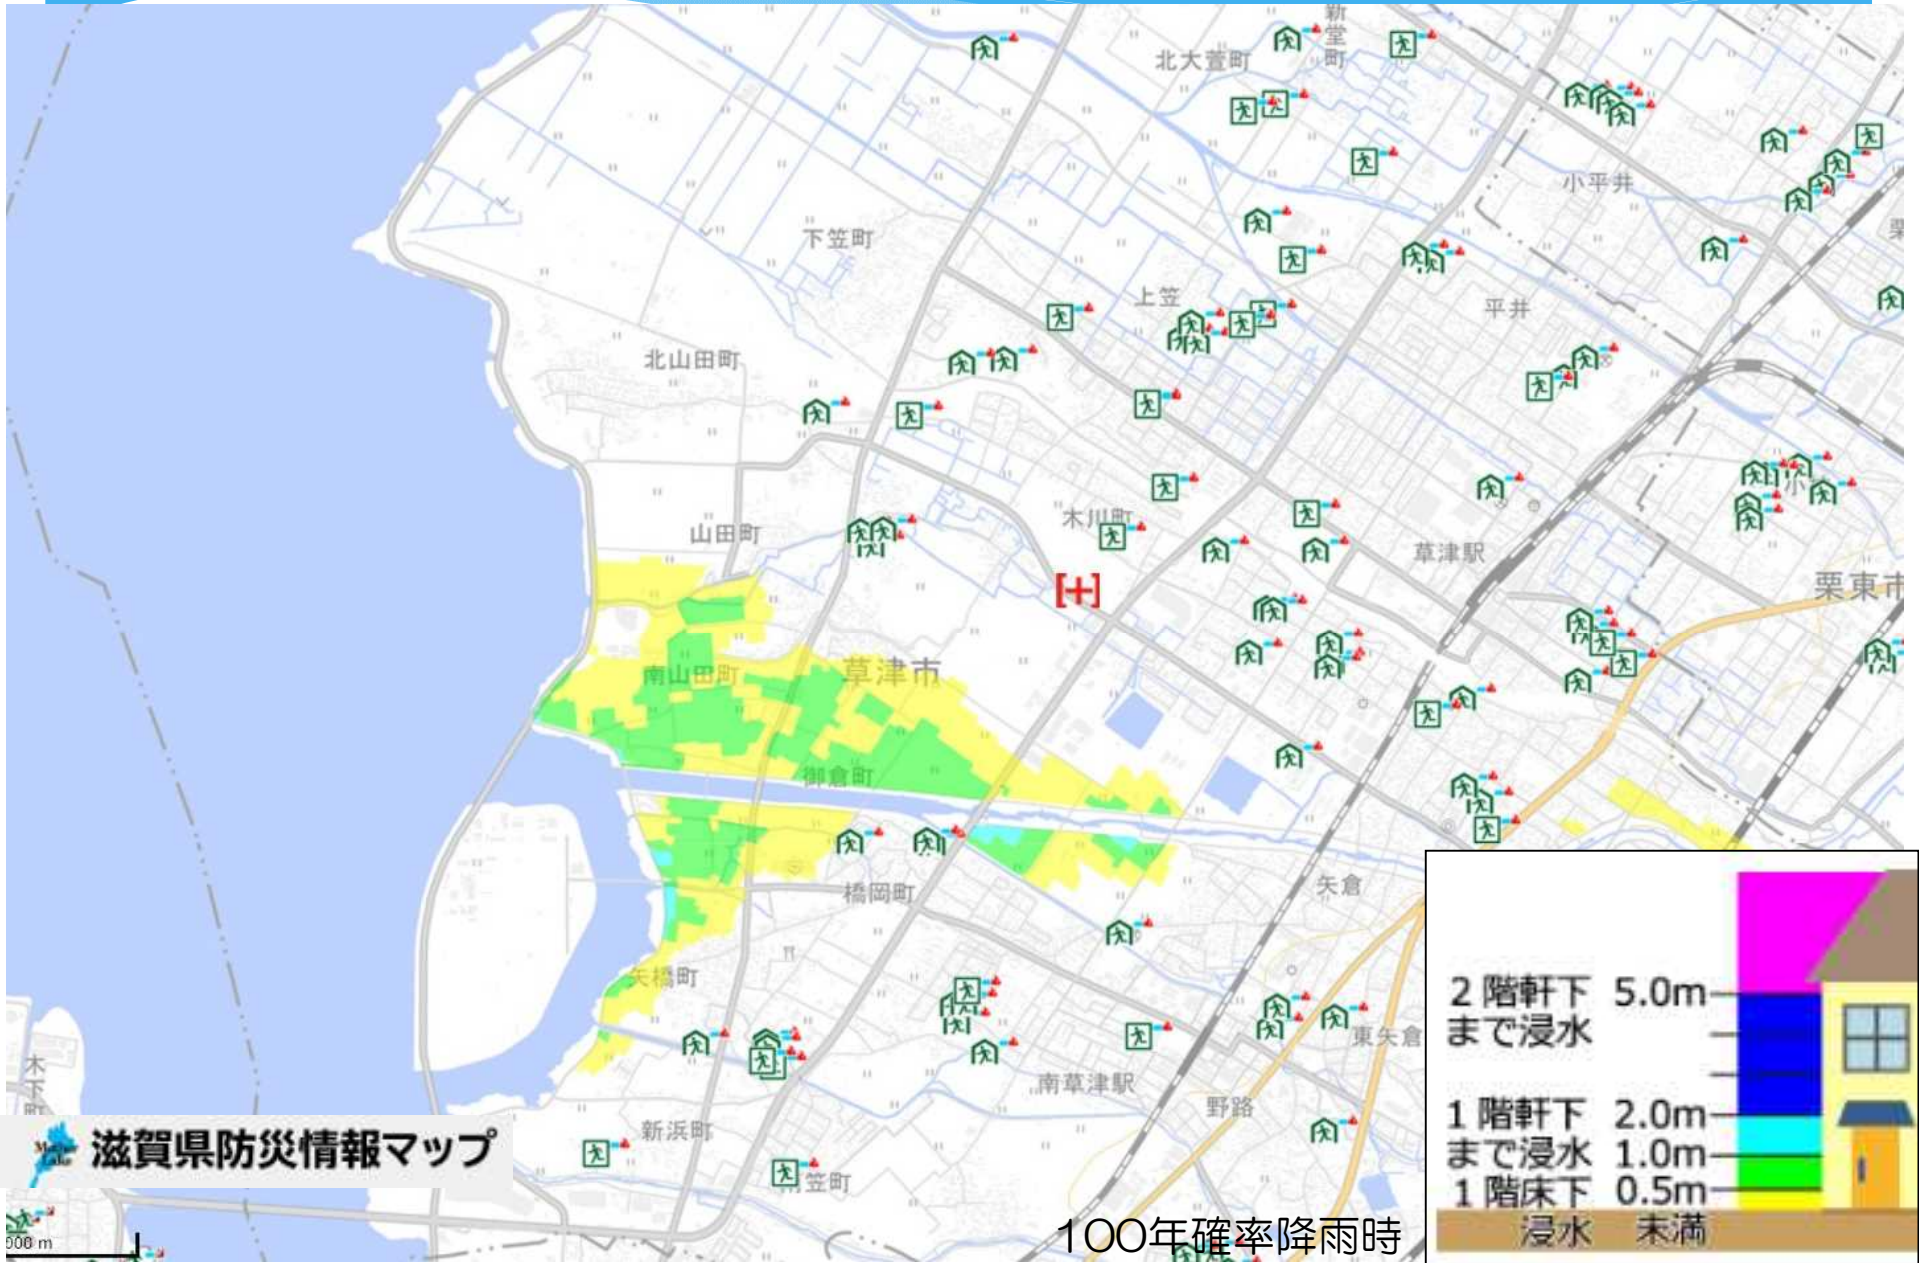 北大萱町
新堂町
小平井
下笠町
上笠
平井
北山田町
木川町
山田町
草津駅
栗東市
南山田町
草津市
御倉町
橋岡町
矢倉
矢橋町
東矢倉
木下町
南草津駅
野路
新浜町
滋賀県防災情報マップ
笠町
000 m
100年確率降雨時
2階軒下 5.0m
まで浸水
1階軒下 2.0m
まで浸水 1.0m
1階床下 0.5m
浸水 未満